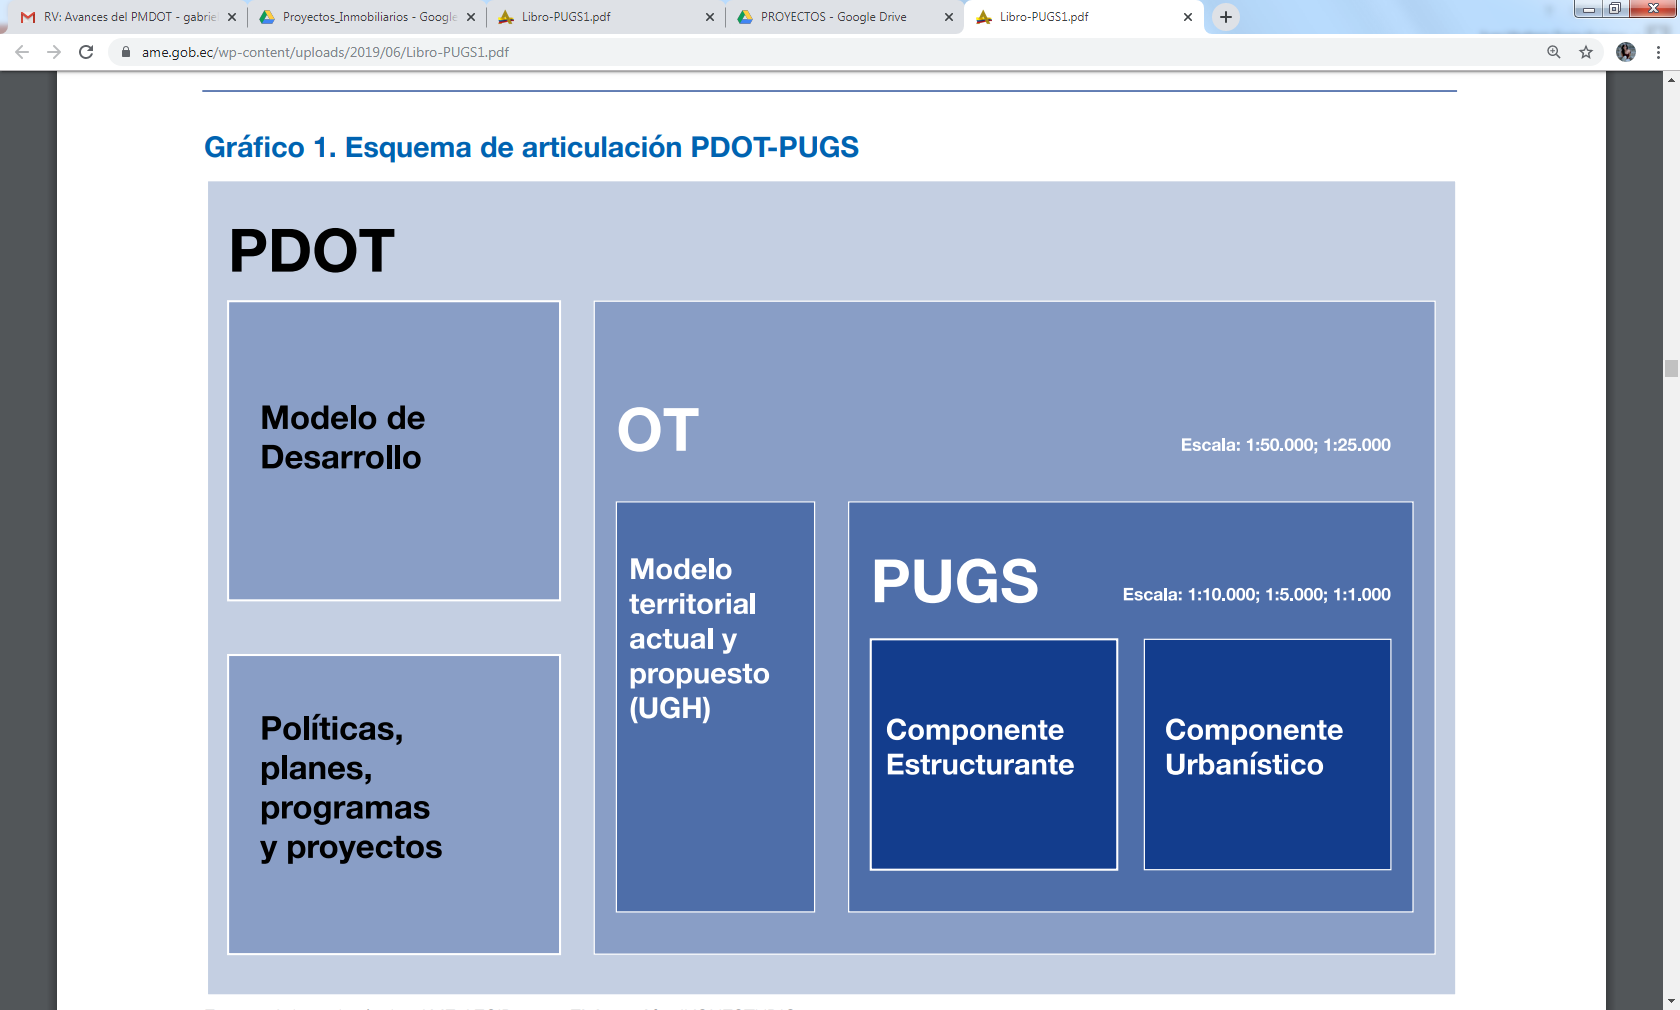 RV: Avances del PMDOT - gabrie
Proyectos_Inmobiliarios - Google
Libro-PUGS1.pdf
PROYECTOS - Google Drive
Libro-PUGS1.pdf
ame.gob.ec/wp-content/uploads/2019/06/Libro-PUGS1.pdf
Gráfico 1. Esquema de articulación PDOT-PUGS
PDOT
Modelo de
Desarrollo
Políticas,
planes,
programas
y proyectos
OT
Escala: 1:50.000; 1:25.000
Modelo
territorial
actual y
propuesto
(UGH)
PUGS
Escala: 1:10.000; 1:5.000; 1:1.000
Componente
Estructurante
Componente
Urbanístico